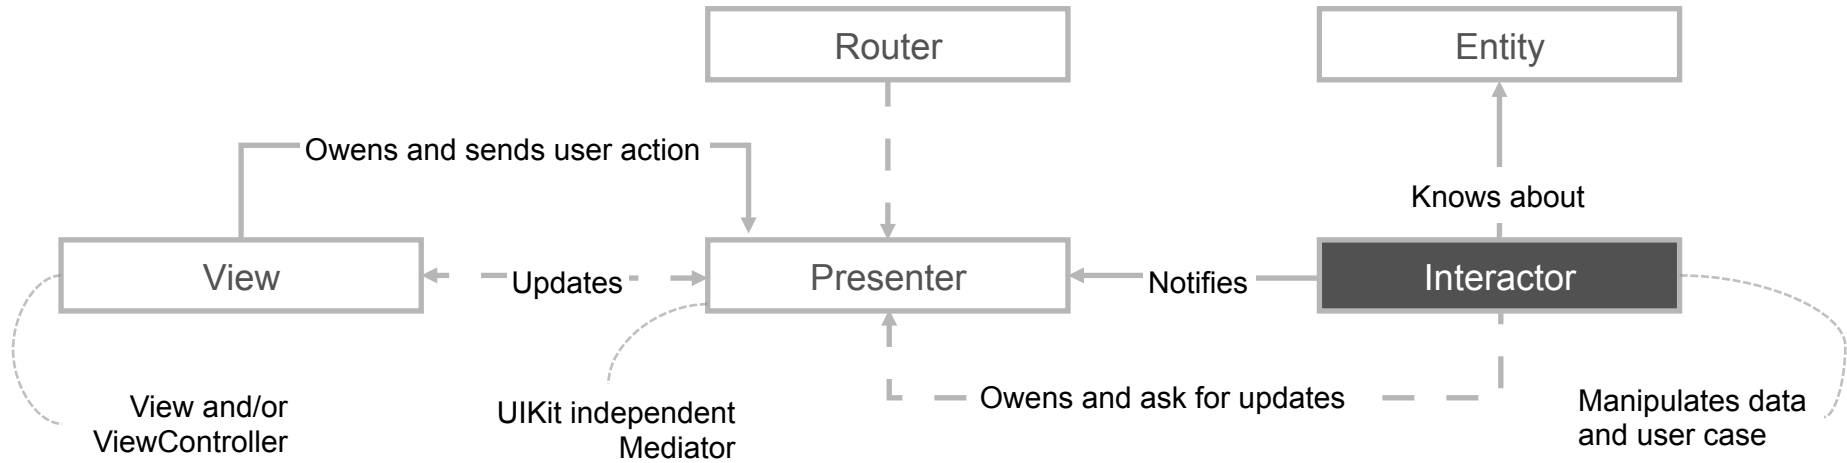 Router
Entity
Owens and sends user action
Knows about
View
Updates
Presenter
Notifies
Interactor
View and/or
ViewController
UIKit independent
Mediator
Owens and ask for updates
Manipulates data
and user case